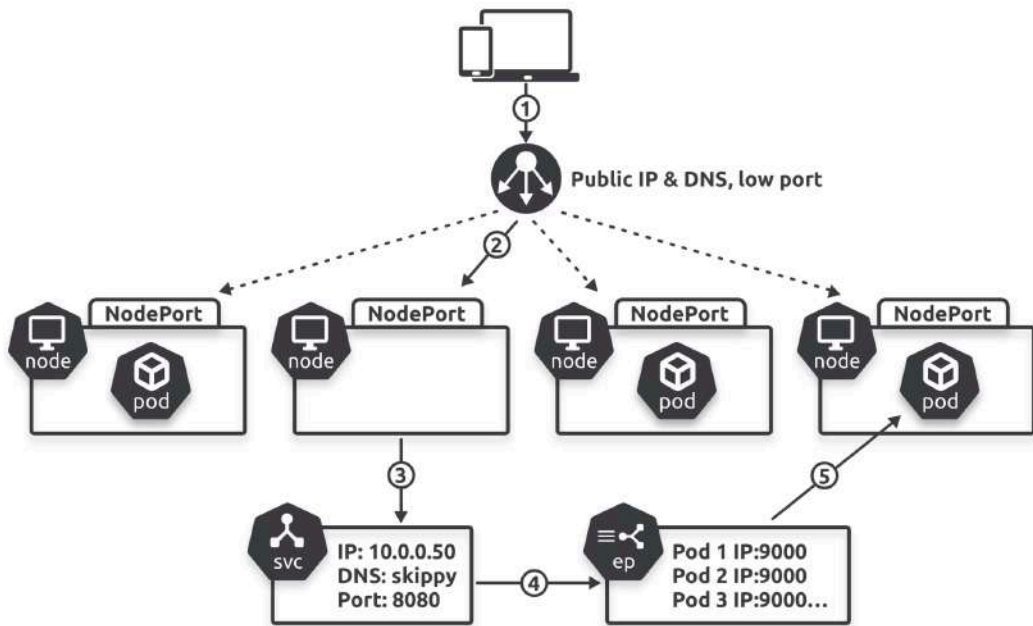 1
Public IP & DNS, low port
2
NodePort
node
pod
NodePort
node
NodePort
node
pod
NodePort
node
pod
3
5
svc
IP: 10.0.0.50
DNS: skippy
Port: 8080
4
ep
Pod 1 IP:9000
Pod 2 IP:9000
Pod 3 IP:9000...